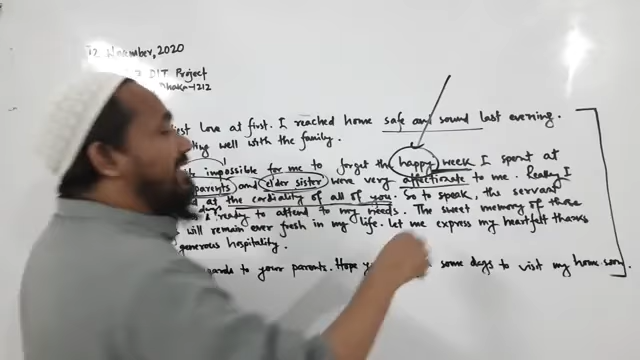 12 November, 2020
DIT Project
Dhaka-1212
love at first. I reached home safe and sound last evening.
well with the family.
impossible for me to forget the happy week I spent at
parents and elder sister were very affectinate to me. Really I
at the cardiality of all of you. So to speak, the servant
ready to attend to my needs. The sweet memory of those
days will remain ever fresh in my life. Let me express my heartfelt thanks
generous hospitality.
to your parents. Hope some days to visit my home soon.